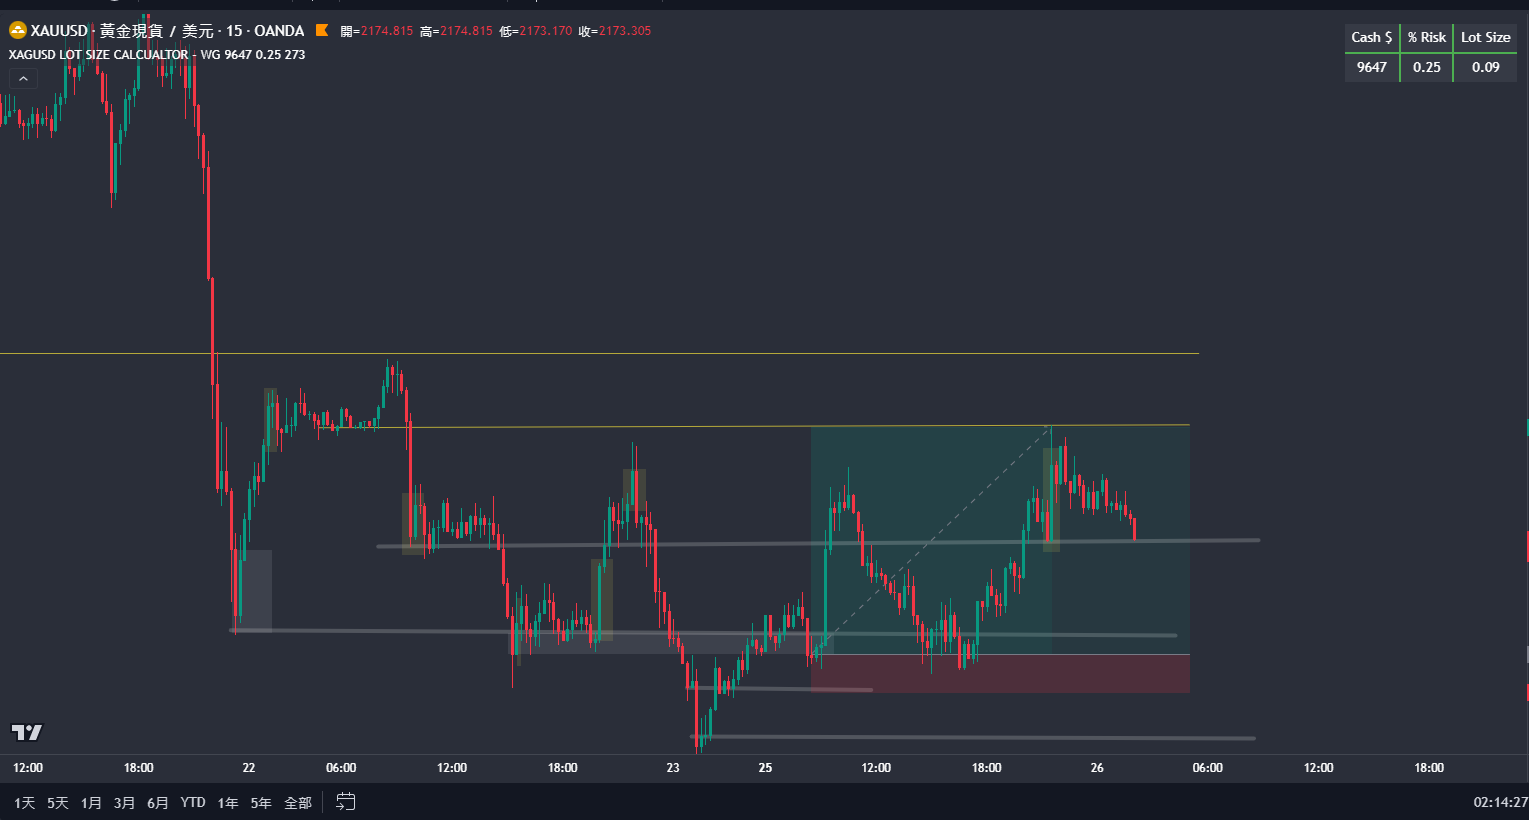 XAUUSD · 黃金現貨 / 美元 · 15 · OANDA 開=2174.815 高=2174.815 低=2173.170 收=2173.305
XAGUSD LOT SIZE CALCUALTOR - WG 9647 0.25 273
Cash $ % Risk Lot Size
9647 0.25 0.09
12:00 18:00 22 06:00 12:00 18:00 23 25 12:00 18:00 26 06:00 12:00 18:00
1天 5天 1月 3月 6月 YTD 1年 5年 全部 02:14:27